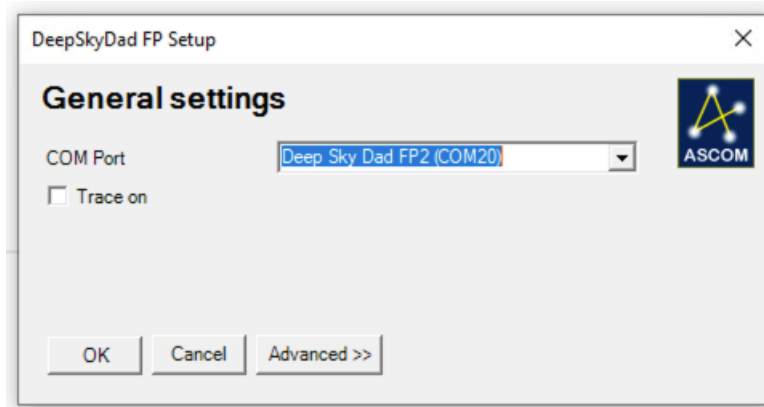 DeepSkyDad FP Setup
General settings
ASCOM
COM Port
Deep Sky Dad FP2 (COM20)
Trace on
OK
Cancel
Advanced >>